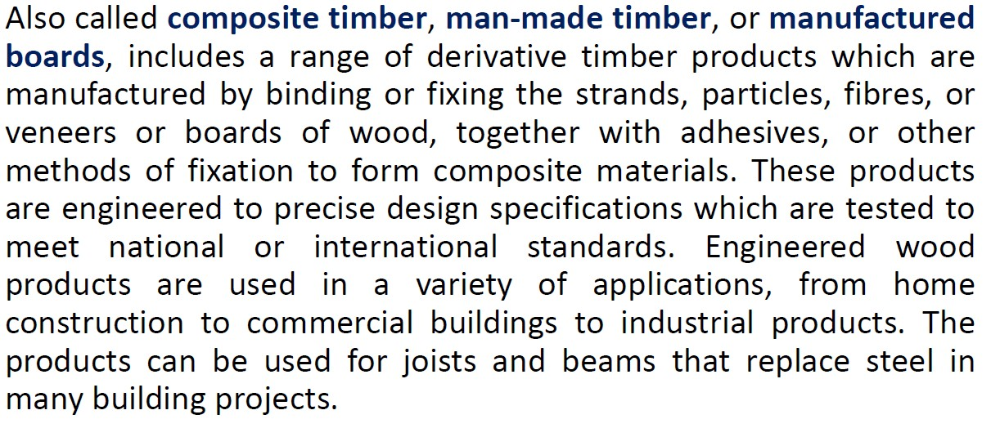 Also called composite timber, man-made timber, or manufactured
boards, includes a range of derivative timber products which are
manufactured by binding or fixing the strands, particles, fibres, or
veneers or boards of wood, together with adhesives, or other
methods of fixation to form composite materials. These products
are engineered to precise design specifications which are tested to
meet national or international standards. Engineered wood
products are used in a variety of applications, from home
construction to commercial buildings to industrial products. The
products can be used for joists and beams that replace steel in
many building projects.